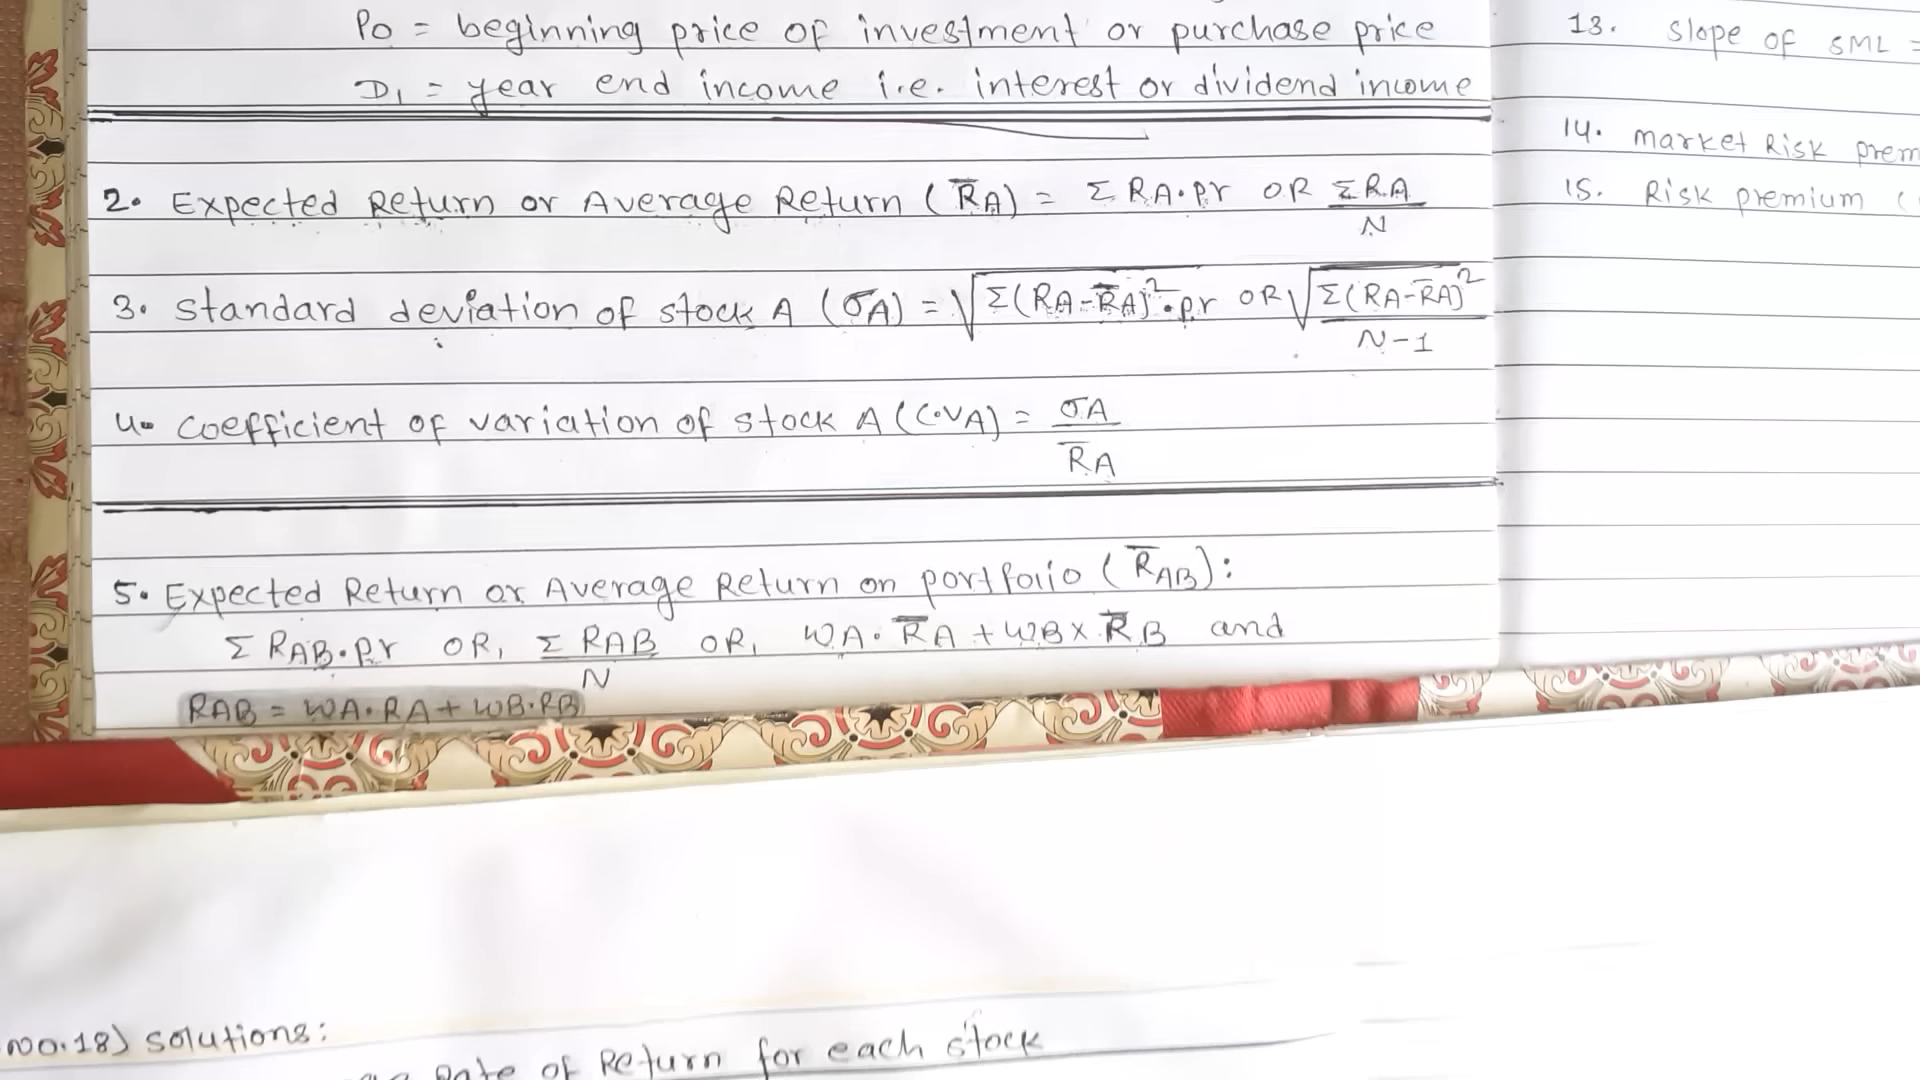 P0 = beginning price of investment or purchase price
D1 = year end income i.e. interest or dividend income
2. Expected Return or Average Return (R̅A) = Σ RA.Pr OR ΣRA
N
3. Standard deviation of stock A (σA) = √Σ(RA-R̅A)².Pr OR √Σ(RA-R̅A)²
N-1
4. Coefficient of variation of stock A (C.VA) = σA
R̅A
5. Expected Return or Average Return on portfolio (R̅AB):
Σ RAB.Pr OR, Σ RAB OR, WA. R̅A + WB X R̅B and
N
RAB = WA.RA + WB.RB
13. Slope of SML =
14. market Risk prem
15. Risk premium (
No.18) solutions:
Rate of Return for each stock